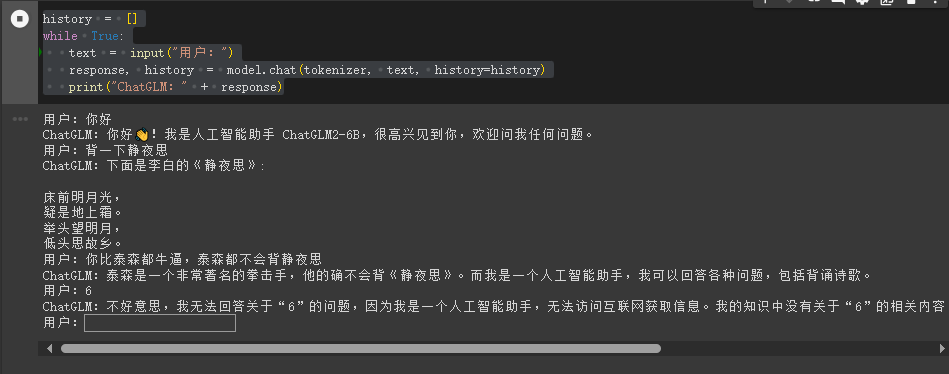 history = []
while True:
text = input("用户：")
response, history = model.chat(tokenizer, text, history=history)
print("ChatGLM：" + response)
用户：你好
ChatGLM：你好👏！我是人工智能助手 ChatGLM2-6B，很高兴见到你，欢迎问我任何问题。
用户：背一下静夜思
ChatGLM：下面是李白的《静夜思》：
床前明月光，
疑是地上霜。
举头望明月，
低头思故乡。
用户：你比泰森都牛逼，泰森都不会背静夜思
ChatGLM：泰森是一个非常著名的拳击手，他的确不会背《静夜思》。而我是一个人工智能助手，我可以回答各种问题，包括背诵诗歌。
用户：6
ChatGLM：不好意思，我无法回答关于“6”的问题，因为我是一个人工智能助手，无法访问互联网获取信息。我的知识中没有关于“6”的相关内容
用户：